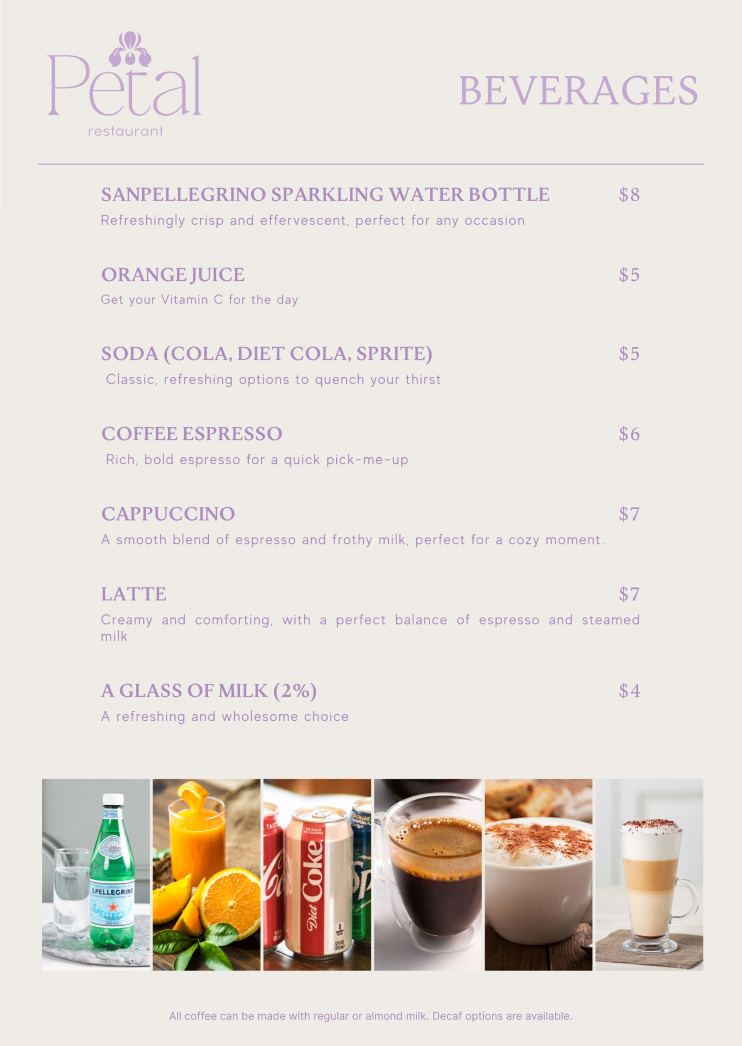 Petal
restaurant
BEVERAGES
SANPELLEGRINO SPARKLING WATER BOTTLE $8
Refreshingly crisp and effervescent, perfect for any occasion
ORANGE JUICE $5
Get your Vitamin C for the day
SODA (COLA, DIET COLA, SPRITE) $5
Classic, refreshing options to quench your thirst
COFFEE ESPRESSO $6
Rich, bold espresso for a quick pick-me-up
CAPPUCCINO $7
A smooth blend of espresso and frothy milk, perfect for a cozy moment.
LATTE $7
Creamy and comforting, with a perfect balance of espresso and steamed
milk
A GLASS OF MILK (2%) $4
A refreshing and wholesome choice
S.PELLEGRINO
Diet Coke
All coffee can be made with regular or almond milk. Decaf options are available.